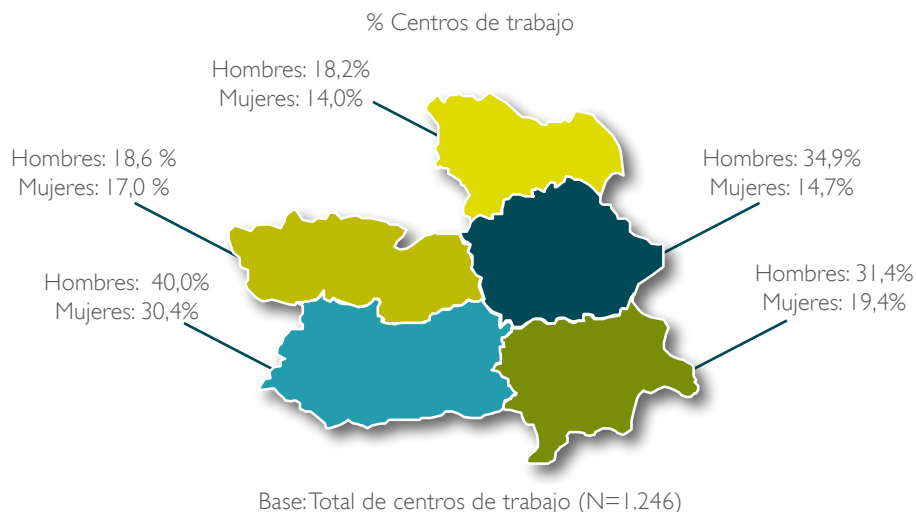 % Centros de trabajo
Hombres: 18,2%
Mujeres: 14,0%
Hombres: 18,6 %
Mujeres: 17,0 %
Hombres: 34,9%
Mujeres: 14,7%
Hombres: 40,0%
Mujeres: 30,4%
Hombres: 31,4%
Mujeres: 19,4%
Base: Total de centros de trabajo (N=1.246)